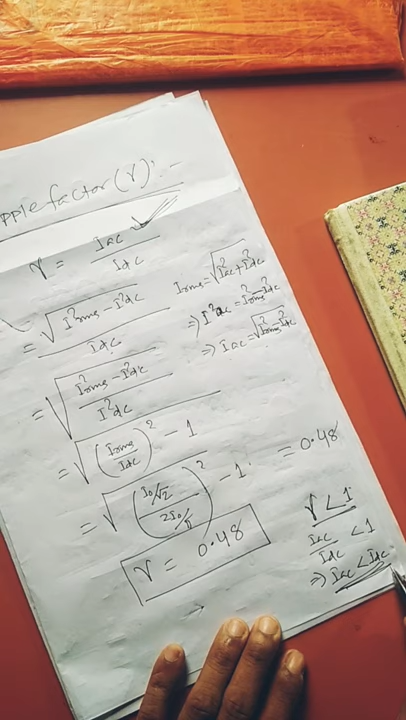 pple factor (γ) : -
γ = Iac / Idc
Irms = √(I²ac + I²dc)
= √(I²rms - I²dc) / Idc
⇒ I²ac = I²rms - I²dc
⇒ Iac = √(I²rms - I²dc)
= √((I²rms - I²dc) / I²dc)
= √((Irms / Idc)² - 1)
= √(((I₀/√2) / (2I₀/π))² - 1) = 0.48
γ = 0.48
γ < 1
Iac / Idc < 1
⇒ Iac < Idc
→